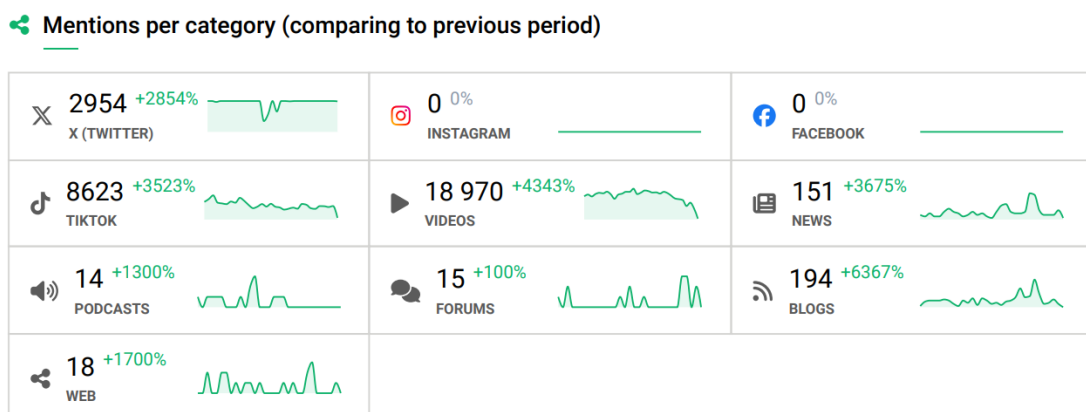 Mentions per category (comparing to previous period)
2954 +2854%
X (TWITTER)
0 0%
INSTAGRAM
0 0%
FACEBOOK
8623 +3523%
TIKTOK
18 970 +4343%
VIDEOS
151 +3675%
NEWS
14 +1300%
PODCASTS
15 +100%
FORUMS
194 +6367%
BLOGS
18 +1700%
WEB